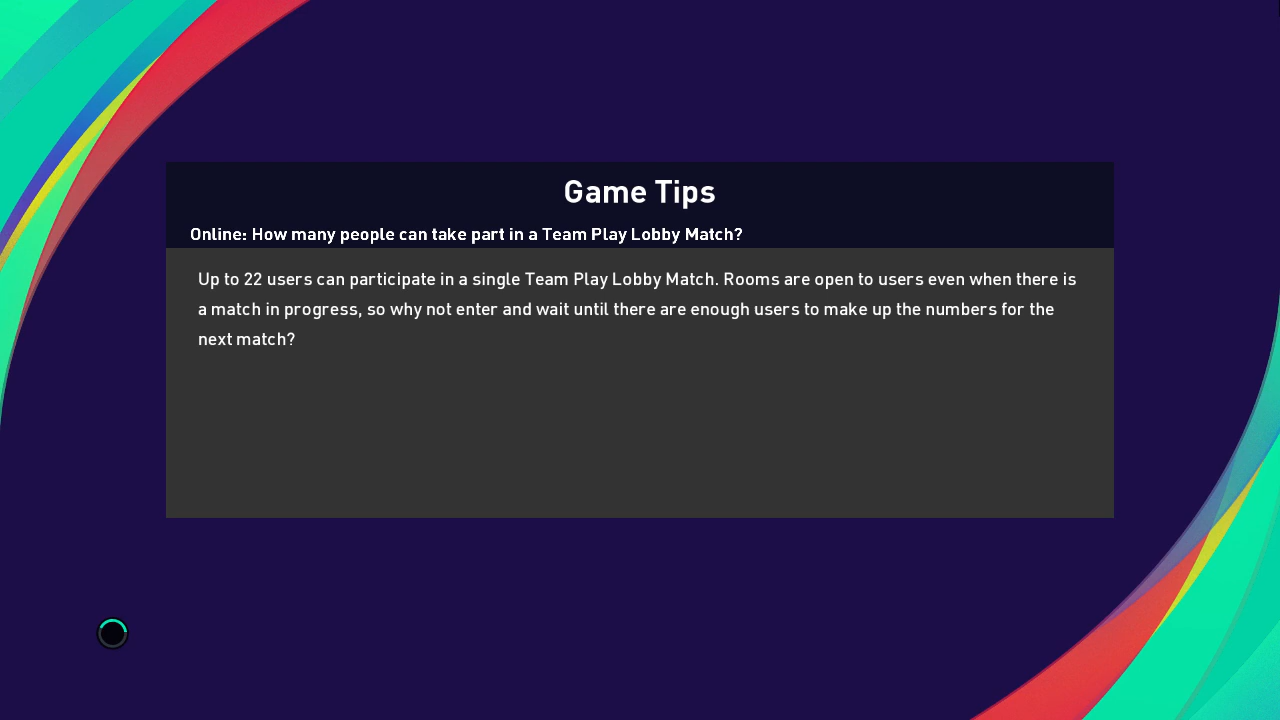 Game Tips
Online: How many people can take part in a Team Play Lobby Match?
Up to 22 users can participate in a single Team Play Lobby Match. Rooms are open to users even when there is
a match in progress, so why not enter and wait until there are enough users to make up the numbers for the
next match?